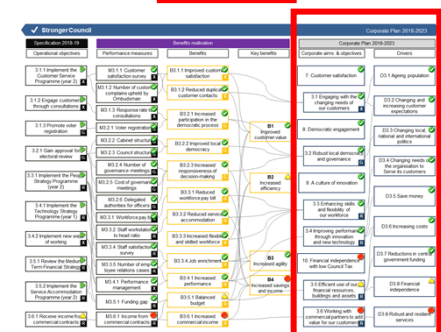 StrongerCouncil
Corporate Plan 2018-2023
Specification 2018-19
Benefits realisation
Corporate Plan 2018-2023
Operational objectives
Performance measures
Benefits
Key benefits
Corporate aims & objectives
Drivers
3.1.1 Implement the
Customer Service
Programme (year 2)
3.1.2 Engage customers
through consultations
3.1.3 Promote voter
registration
3.2.1 Gain approval for
electoral review
3.3.1 Implement the People
Strategy Programme
(year 2)
3.4.1 Implement the
Technology Strategy
Programme (year 1)
3.4.2 Implement new ways
of working
3.5.1 Review the Medium
Term Financial Strategy
3.5.2 Implement the
Service Accommodation
Programme (year 2)
3.6.1 Receive income from
commercial contracts
M3.1.1 Customer
satisfaction survey
M3.1.2 Number of
complaints upheld by
Ombudsman
M3.1.3 Response rate
consultations
M3.2.1 Voter registration
M3.2.2 Cabinet structure
M3.2.3 Council structure
M3.2.4 Number of
governance meetings
M3.2.5 Cost of governance
meetings
M3.2.6 Delegated
authorities for officers
M3.3.1 Workforce pay bill
M3.3.2 Staff workstation
to head ratio
M3.4.4 Staff satisfaction
survey
M3.3.5 Number of
employee relations cases
M3.4.1 Performance
management
M3.5.1 Funding gap
M3.6.1 Income from
commercial contracts
B3.1.1 Improved customer
satisfaction
B3.1.2 Reduced duplicate
customer contacts
B3.2.1 Increased
participation in the
democratic process
B3.2.2 Improved local
democracy
B3.2.3 Increased
responsiveness of
decision-making
B3.3.1 Reduced
workforce pay bill
B3.3.2 Reduced service
accommodation
B3.3.3 Increased flexible
and skilled workforce
B3.4.4 Job enrichment
B3.4.1 Increased
performance
B3.5.1 Balanced
budget
B3.6.1 Increased
commercial income
B1
Improved
customer value
B2
Increased
efficiency
B3
Increased agility
B4
Increased savings
and income
7. Customer satisfaction
3.1 Engaging with the
changing needs of
our customers
8. Democratic engagement
3.2 Robust local democracy
and governance
9. A culture of innovation
3.3 Enhancing skills
and flexibility of
our workforce
3.4 Improving performance
through innovation
and new technology
10. Financial independence
with low Council Tax
3.5 Efficient use of our
financial resources,
buildings and assets
3.6 Working with
commercial partners to add
value for our customers
D3.1 Ageing population
D3.2 Changing and
increasing customer
expectations
D3.3 Changing local,
national and international
politics
D3.4 Changing needs of
the organisation to
Serve its customers
D3.5 Save money
D3.6 Increasing costs
D3.7 Reductions in central
government funding
D3.8 Financial
independence
D3.9 Robust and resilient
services